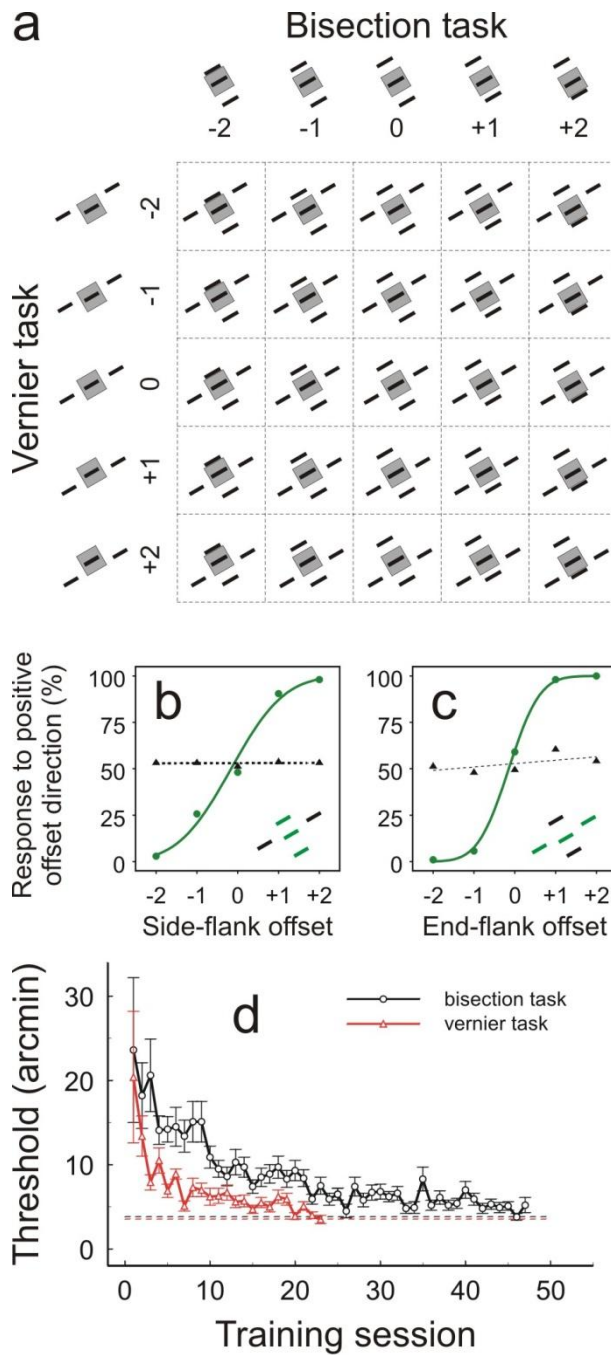 a
Bisection task
-2 -1 0 +1 +2
Vernier task
-2
-1
0
+1
+2
Response to positive
offset direction (%)
100
75
50
25
0
b
-2 -1 0 +1 +2
Side-flank offset
100
75
50
25
0
c
-2 -1 0 +1 +2
End-flank offset
Threshold (arcmin)
30
20
10
0
d
bisection task
vernier task
0 10 20 30 40 50
Training session